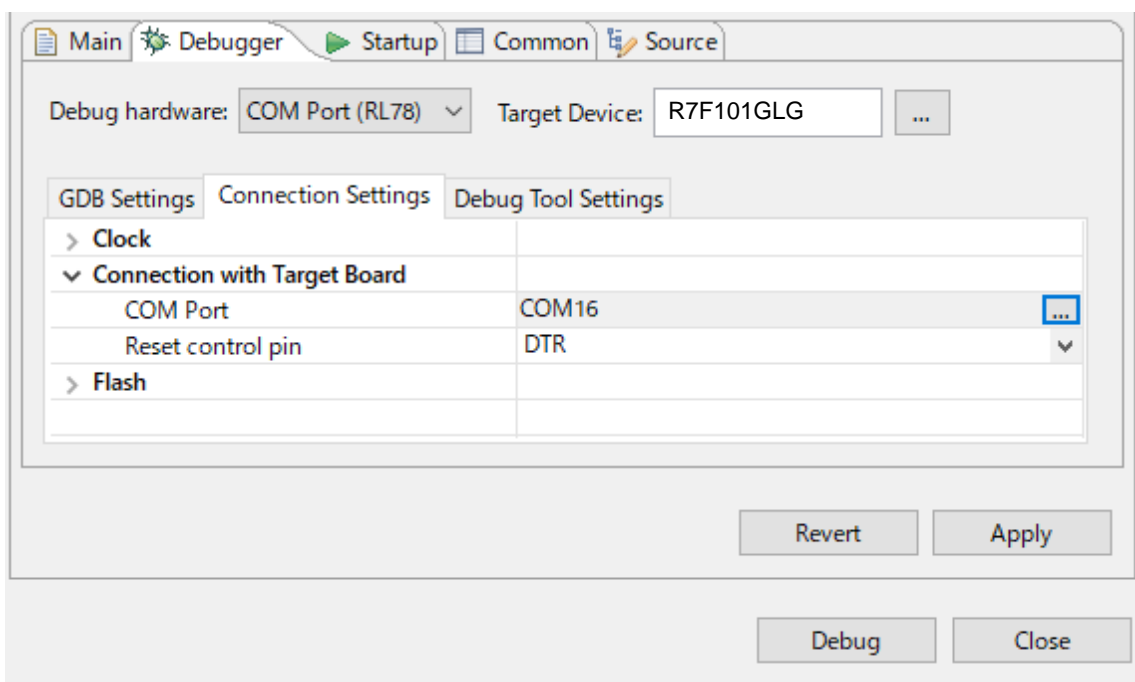 Main Debugger Startup Common Source
Debug hardware: COM Port (RL78) Target Device: R7F101GLG ...
GDB Settings Connection Settings Debug Tool Settings
Clock
Connection with Target Board
COM Port COM16 ...
Reset control pin DTR
Flash
Revert Apply
Debug Close